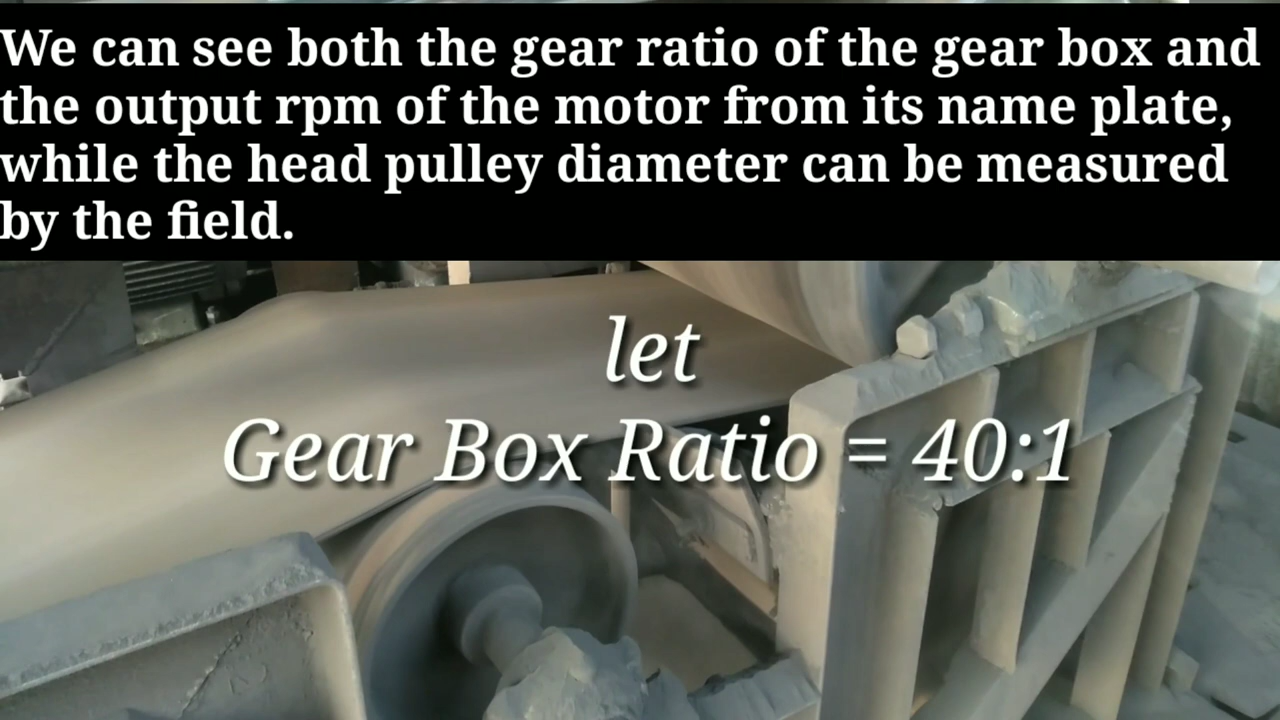 We can see both the gear ratio of the gear box and
the output rpm of the motor from its name plate,
while the head pulley diameter can be measured
by the field.
let
Gear Box Ratio = 40:1